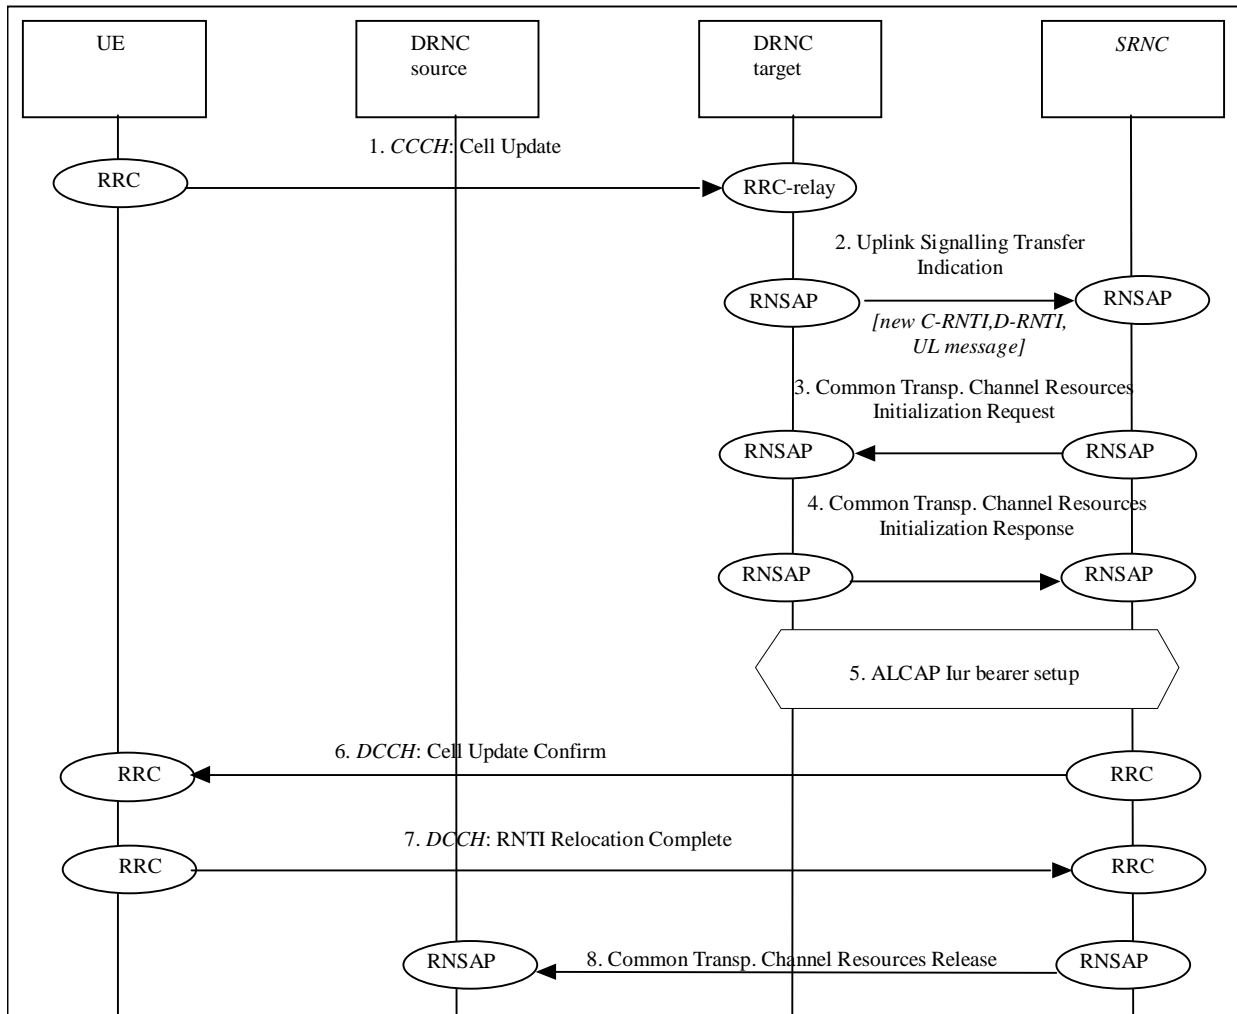 UE
DRNC
source
DRNC
target
SRNC
1. CCCH: Cell Update
RRC
RRC-relay
2. Uplink Signalling Transfer
Indication
RNSAP
RNSAP
[new C-RNTI,D-RNTI,
UL message]
3. Common Transp. Channel Resources
Initialization Request
RNSAP
RNSAP
4. Common Transp. Channel Resources
Initialization Response
RNSAP
RNSAP
5. ALCAP Iur bearer setup
6. DCCH: Cell Update Confirm
RRC
RRC
7. DCCH: RNTI Relocation Complete
RRC
RRC
8. Common Transp. Channel Resources Release
RNSAP
RNSAP